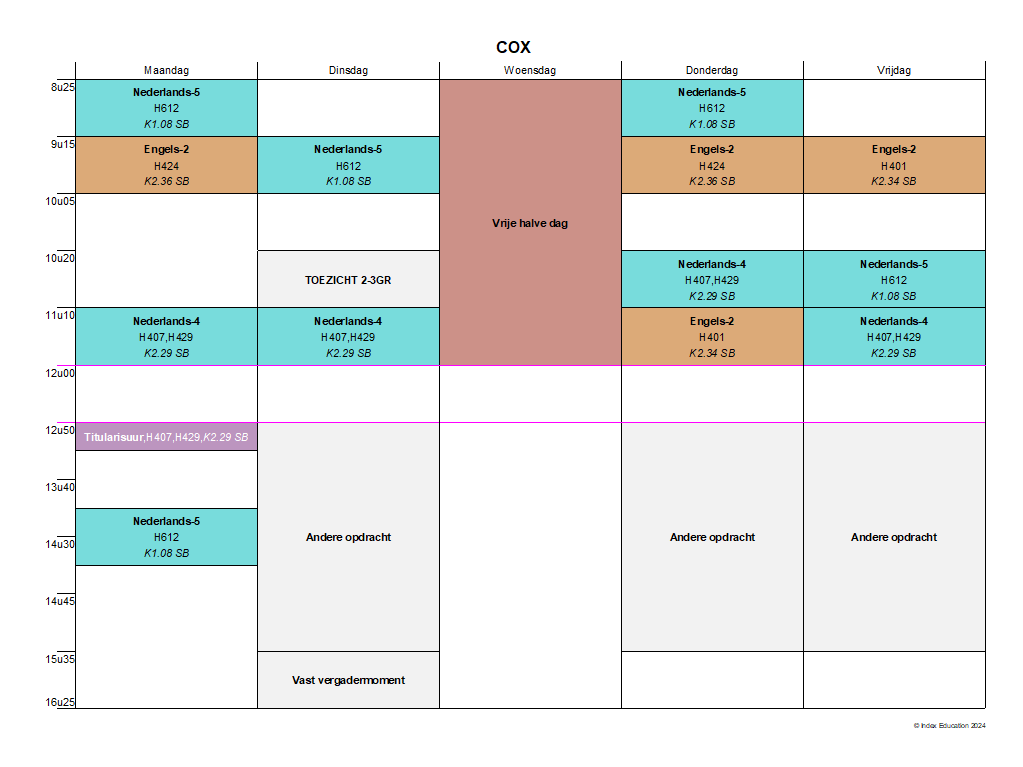 COX
Maandag Dinsdag Woensdag Donderdag Vrijdag
8u25
9u15
10u05
10u20
11u10
12u00
12u50
13u40
14u30
14u45
15u35
16u25
Nederlands-5
H612
K1.08 SB
Engels-2
H424
K2.36 SB
Nederlands-4
H407,H429
K2.29 SB
Titularisuur,H407,H429,K2.29 SB
Nederlands-5
H612
K1.08 SB
Nederlands-5
H612
K1.08 SB
TOEZICHT 2-3GR
Nederlands-4
H407,H429
K2.29 SB
Andere opdracht
Vast vergadermoment
Vrije halve dag
Nederlands-5
H612
K1.08 SB
Engels-2
H424
K2.36 SB
Nederlands-4
H407,H429
K2.29 SB
Engels-2
H401
K2.34 SB
Andere opdracht
Engels-2
H401
K2.34 SB
Nederlands-5
H612
K1.08 SB
Nederlands-4
H407,H429
K2.29 SB
Andere opdracht
© Index Education 2024